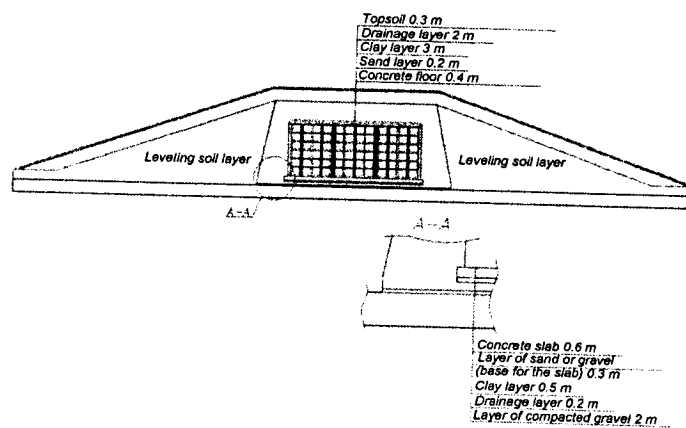 Topsoil 0.3 m
Drainage layer 2 m
Clay layer 3 m
Sand layer 0.2 m
Concrete floor 0.4 m
Leveling soil layer
Leveling soil layer
A-A
A-A
Concrete slab 0.6 m
Layer of sand or gravel
(base for the slab) 0.3 m
Clay layer 0.5 m
Drainage layer 0.2 m
Layer of compacted gravel 2 m